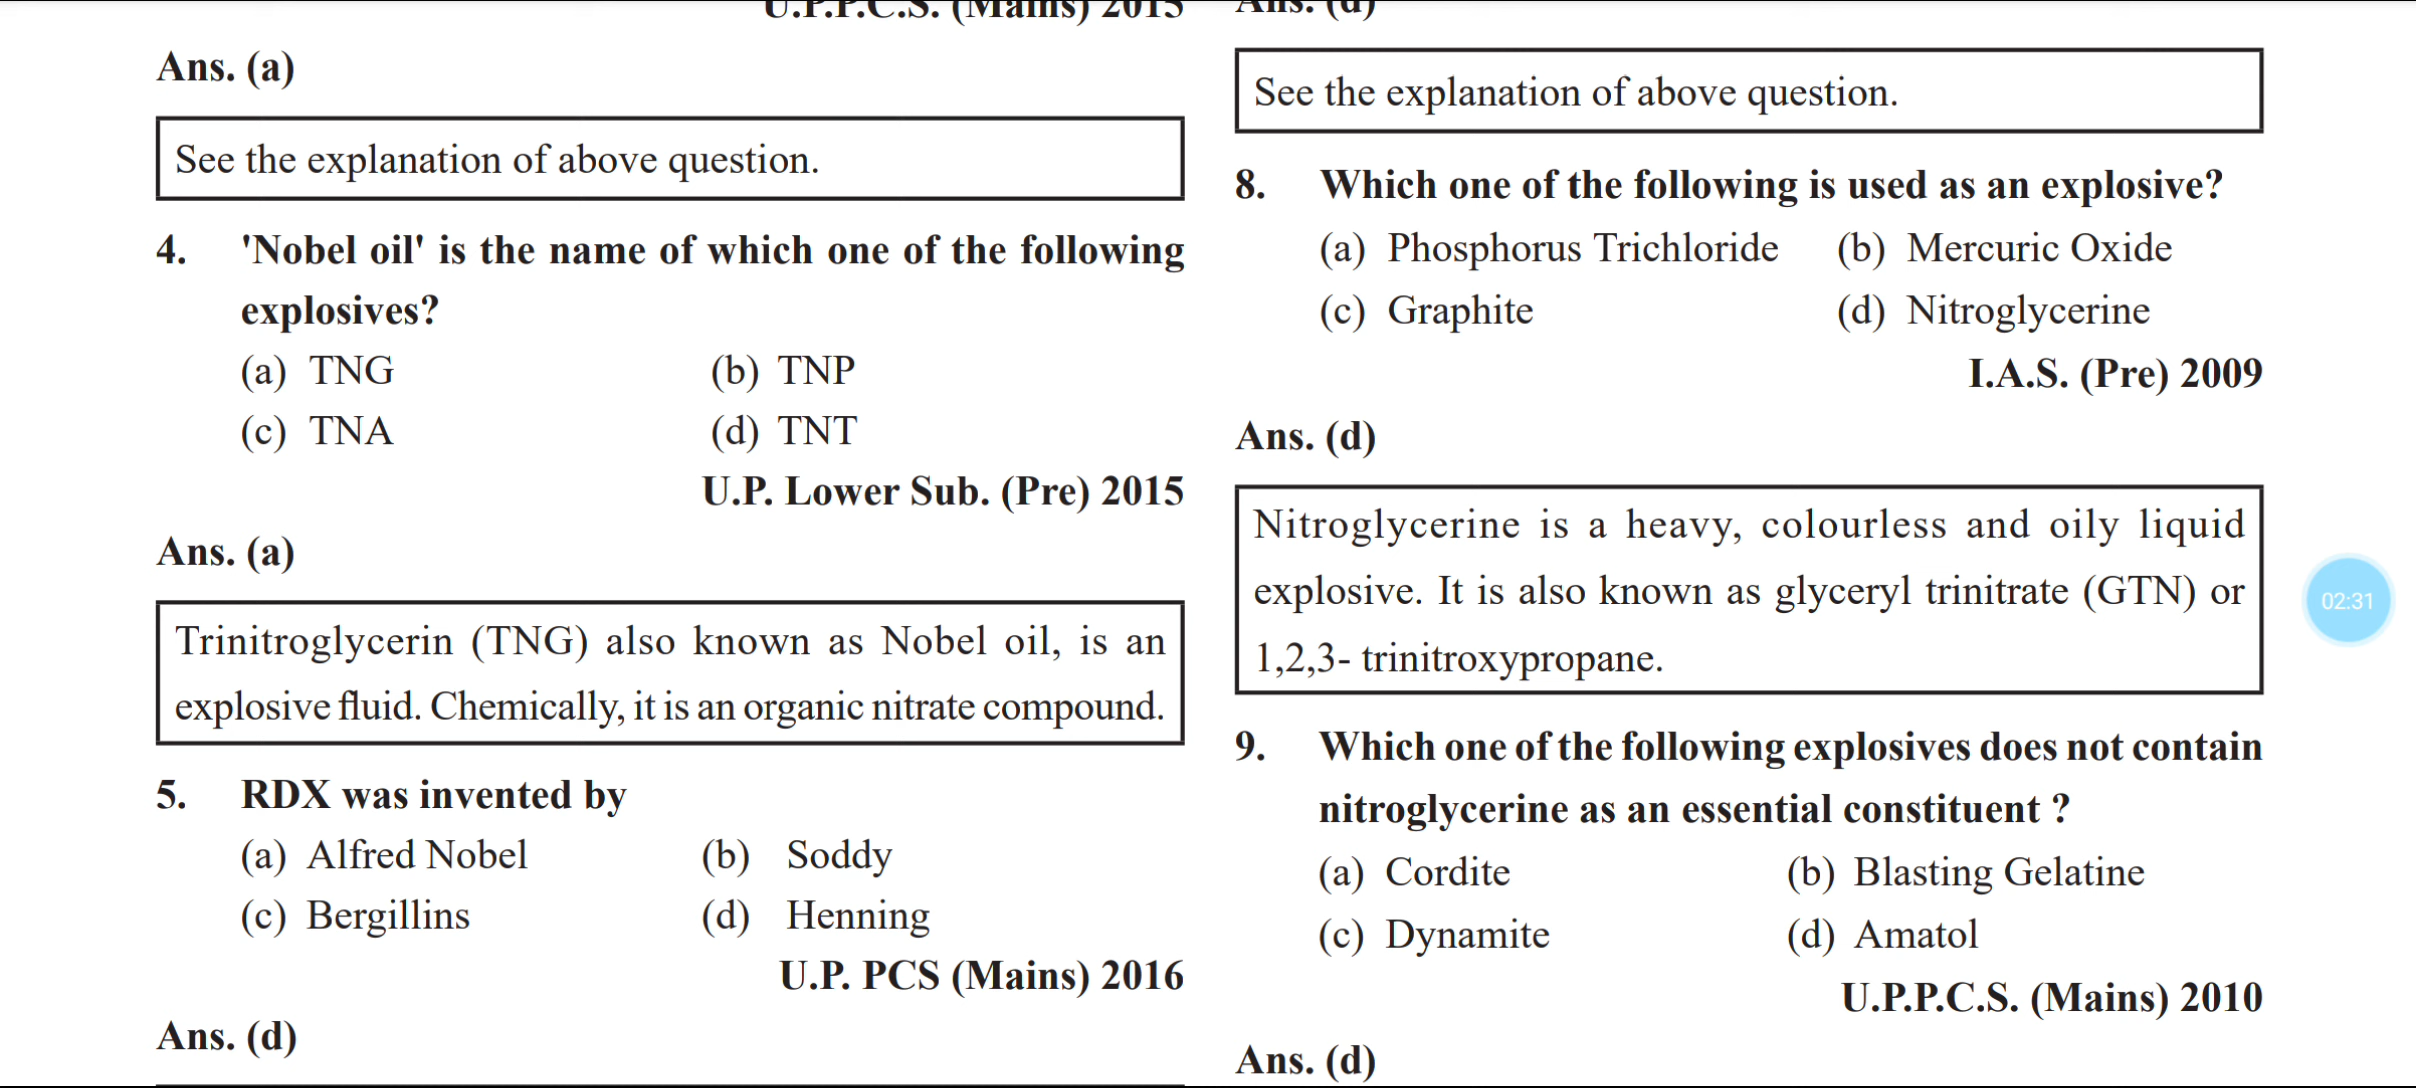 U.P.P.C.S. (Mains) 2015
Ans. (a)
See the explanation of above question.
4. 'Nobel oil' is the name of which one of the following
explosives?
(a) TNG (b) TNP
(c) TNA (d) TNT
U.P. Lower Sub. (Pre) 2015
Ans. (a)
Trinitroglycerin (TNG) also known as Nobel oil, is an
explosive fluid. Chemically, it is an organic nitrate compound.
5. RDX was invented by
(a) Alfred Nobel (b) Soddy
(c) Bergillins (d) Henning
U.P. PCS (Mains) 2016
Ans. (d)
Ans. (d)
See the explanation of above question.
8. Which one of the following is used as an explosive?
(a) Phosphorus Trichloride (b) Mercuric Oxide
(c) Graphite (d) Nitroglycerine
I.A.S. (Pre) 2009
Ans. (d)
Nitroglycerine is a heavy, colourless and oily liquid
explosive. It is also known as glyceryl trinitrate (GTN) or
1,2,3- trinitroxypropane.
9. Which one of the following explosives does not contain
nitroglycerine as an essential constituent ?
(a) Cordite (b) Blasting Gelatine
(c) Dynamite (d) Amatol
U.P.P.C.S. (Mains) 2010
Ans. (d)
02:31